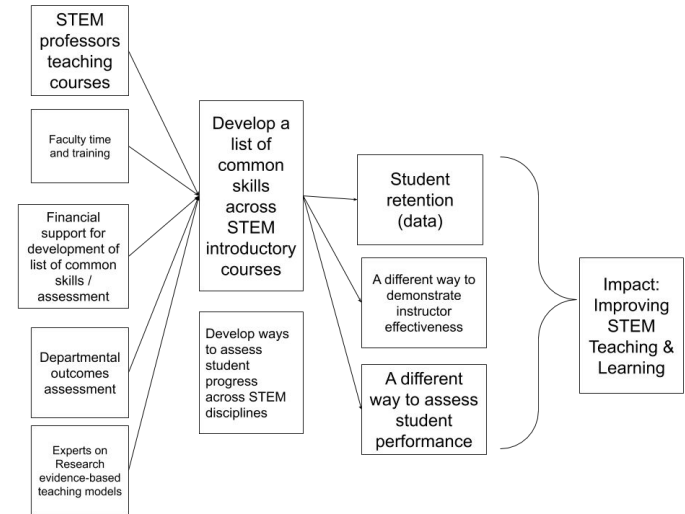 STEM
professors
teaching
courses
Faculty time
and training
Financial
support for
development of
list of common
skills /
assessment
Departmental
outcomes
assessment
Experts on
Research
evidence-based
teaching models
Develop a
list of
common
skills
across
STEM
introductory
courses
Develop ways
to assess
student
progress
across STEM
disciplines
Student
retention
(data)
A different way to
demonstrate
instructor
effectiveness
A different
way to assess
student
performance
Impact:
Improving
STEM
Teaching &
Learning